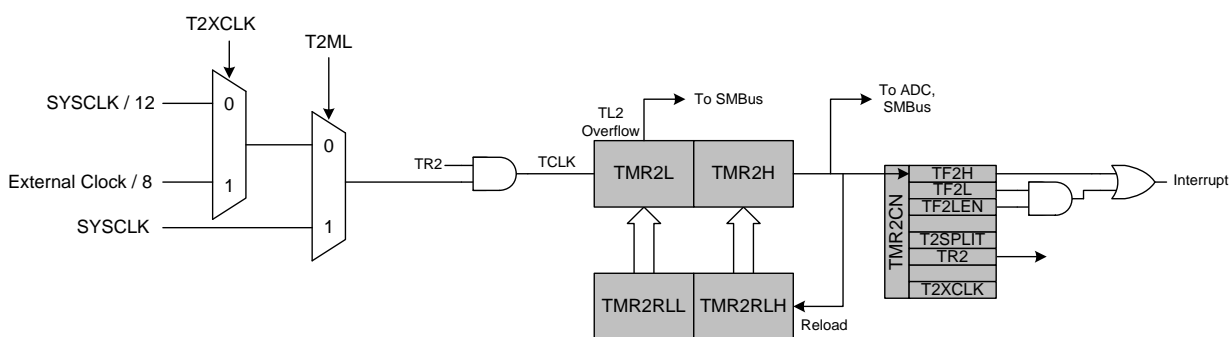 T2XCLK
T2ML
SYSCLK / 12
0
External Clock / 8
1
SYSCLK
0
1
TR2
TCLK
TL2
Overflow
To SMBus
To ADC,
SMBus
TMR2L
TMR2H
TMR2RLL
TMR2RLH
Reload
TMR2CN
TF2H
TF2L
TF2LEN
T2SPLIT
TR2
T2XCLK
Interrupt